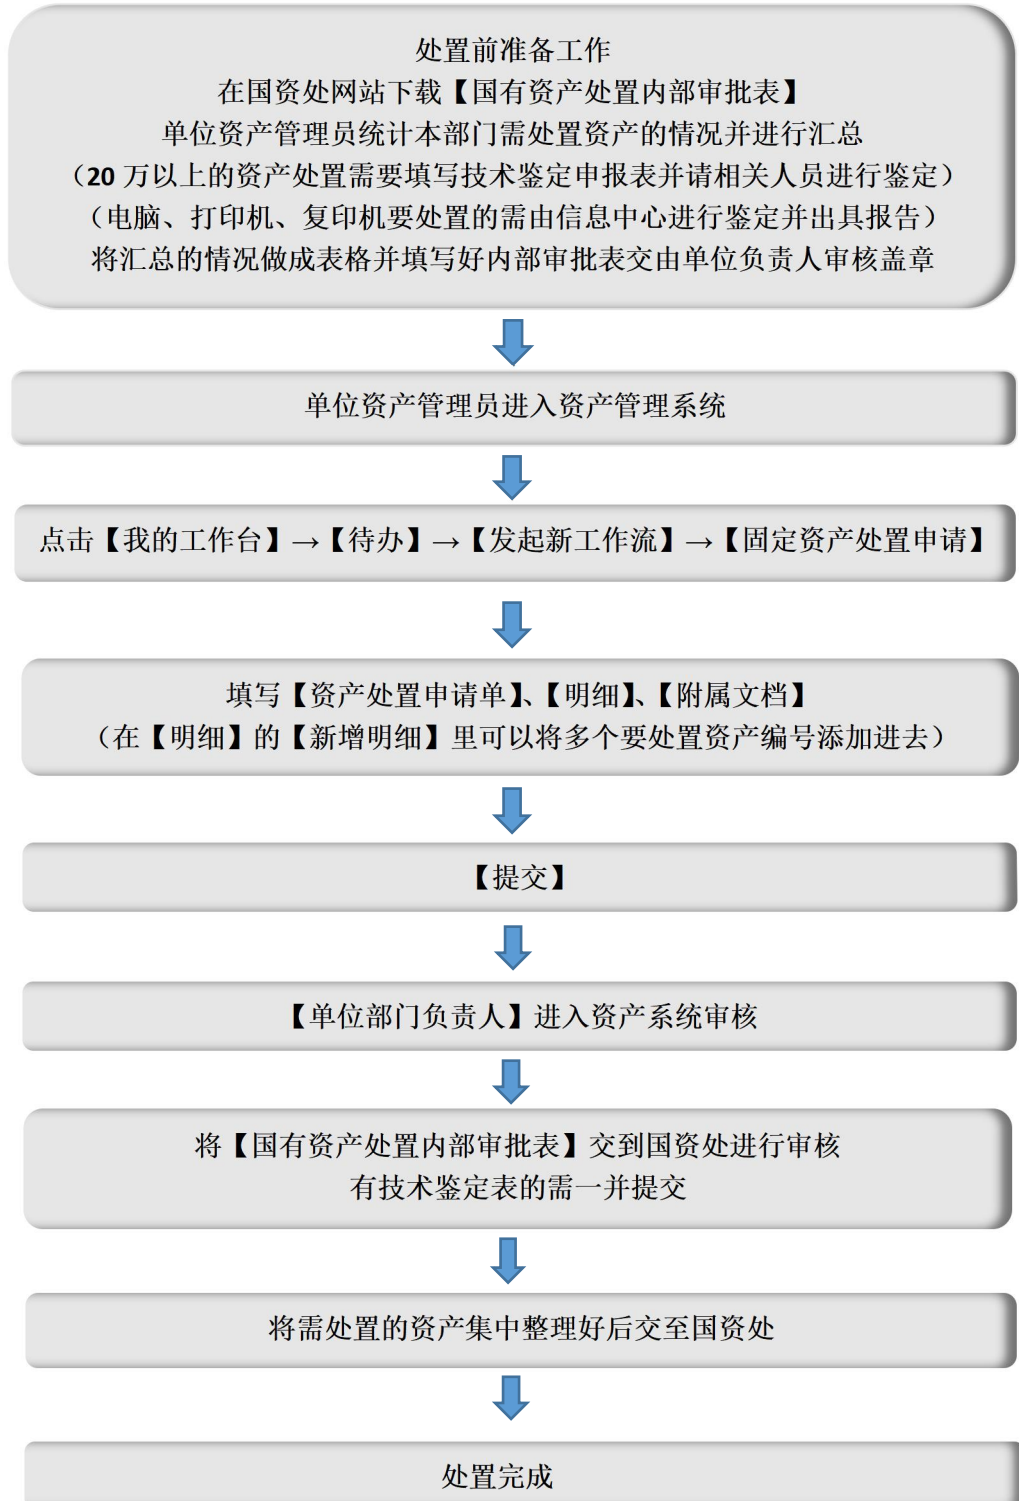 处置前准备工作
在国资处网站下载【国有资产处置内部审批表】
单位资产管理员统计本部门需处置资产的情况并进行汇总
（20 万以上的资产处置需要填写技术鉴定申报表并请相关人员进行鉴定）
（电脑、打印机、复印机要处置的需由信息中心进行鉴定并出具报告）
将汇总的情况做成表格并填写好内部审批表交由单位负责人审核盖章
单位资产管理员进入资产管理系统
点击【我的工作台】→【待办】→【发起新工作流】→【固定资产处置申请】
填写【资产处置申请单】、【明细】、【附属文档】
（在【明细】的【新增明细】里可以将多个要处置资产编号添加进去）
【提交】
【单位部门负责人】进入资产系统审核
将【国有资产处置内部审批表】交到国资处进行审核
有技术鉴定表的需一并提交
将需处置的资产集中整理好后交至国资处
处置完成